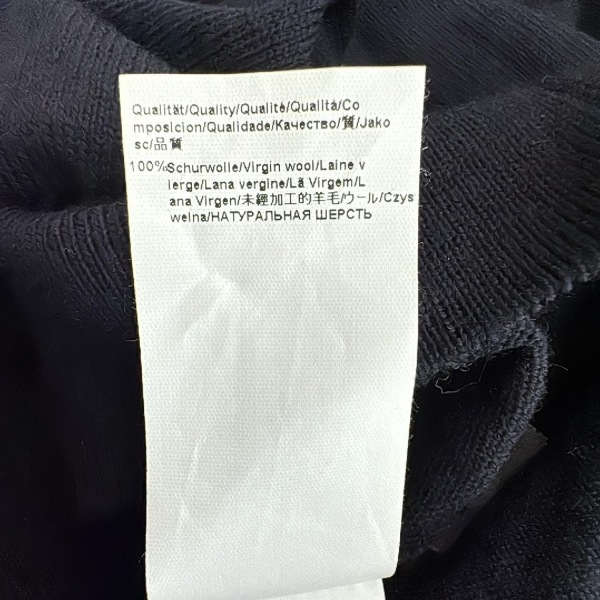 Qualität/Quality/Qualité/Qualità/Co
mposicion/Qualidade/Качество/質/Jako
sc/品質
100%Schurwolle/Virgin wool/Laine v
ierge/Lana vergine/Lã Virgem/L
ana Virgen/未經加工的羊毛/ウール/Czys
welna/НАТУРАЛЬНАЯ ШЕРСТЬ